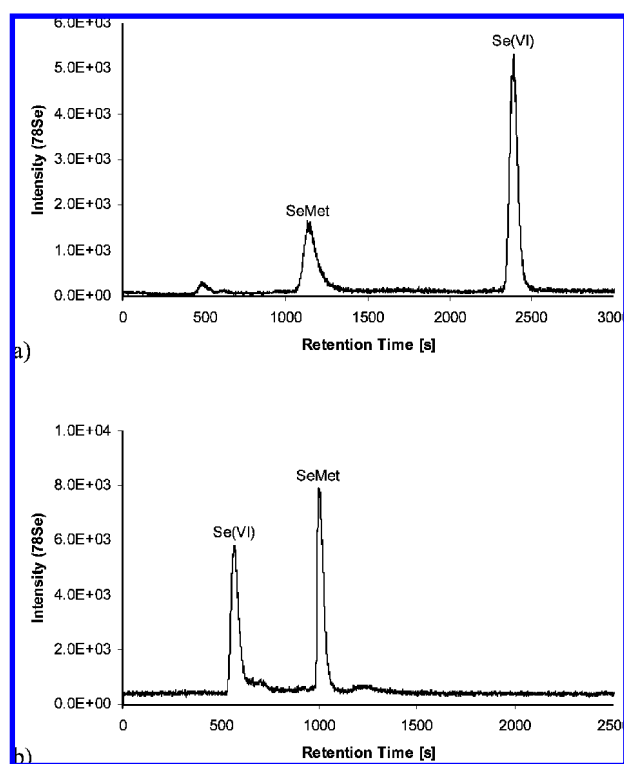 6.0E+03
Se(VI)
5.0E+03
4.0E+03
3.0E+03
2.0E+03
SeMet
1.0E+03
0.0E+00
Intensity (78Se)
0 500 1000 1500 2000 2500 3000
Retention Time [s]
a)
1.0E+04
SeMet
8.0E+03
Se(VI)
6.0E+03
4.0E+03
2.0E+03
0.0E+00
Intensity (78Se)
0 500 1000 1500 2000 2500
Retention Time [s]
b)